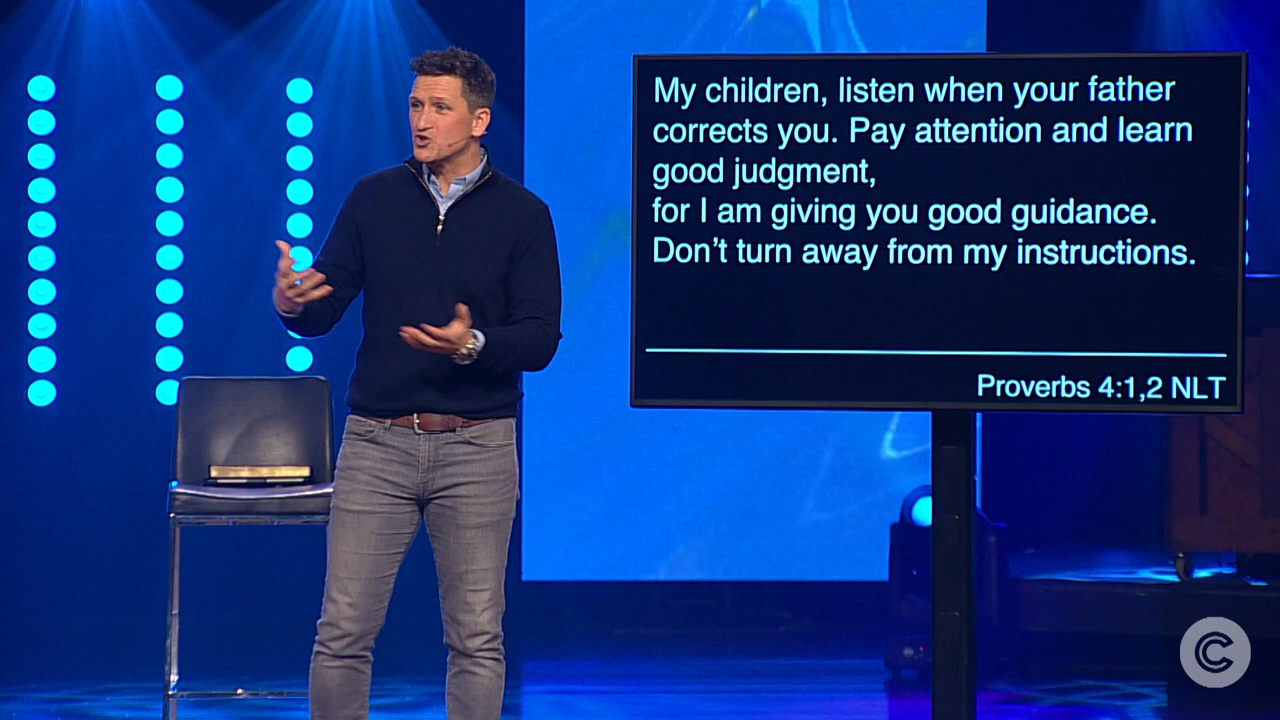 My children, listen when your father
corrects you. Pay attention and learn
good judgment,
for I am giving you good guidance.
Don’t turn away from my instructions.
Proverbs 4:1,2 NLT
C